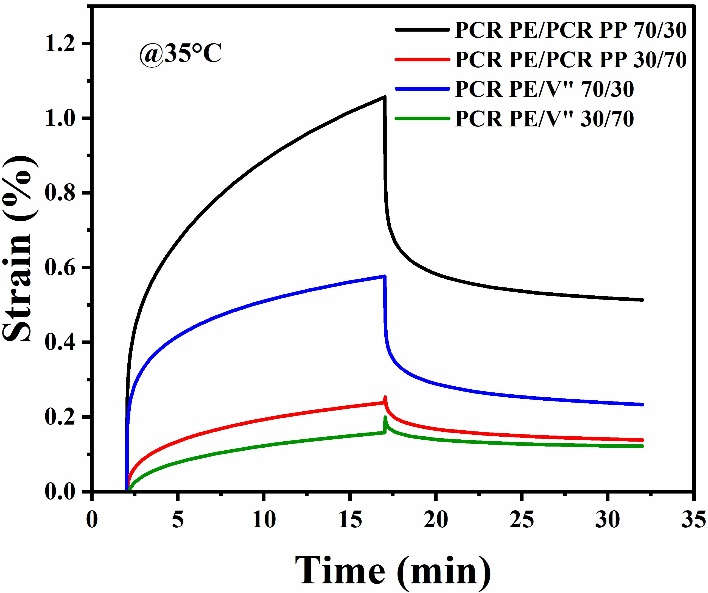 PCR PE/PCR PP 70/30
PCR PE/PCR PP 30/70
PCR PE/V" 70/30
PCR PE/V" 30/70
@35°C
1.2
1.0
0.8
0.6
0.4
0.2
0.0
Strain (%)
0 5 10 15 20 25 30 35
Time (min)